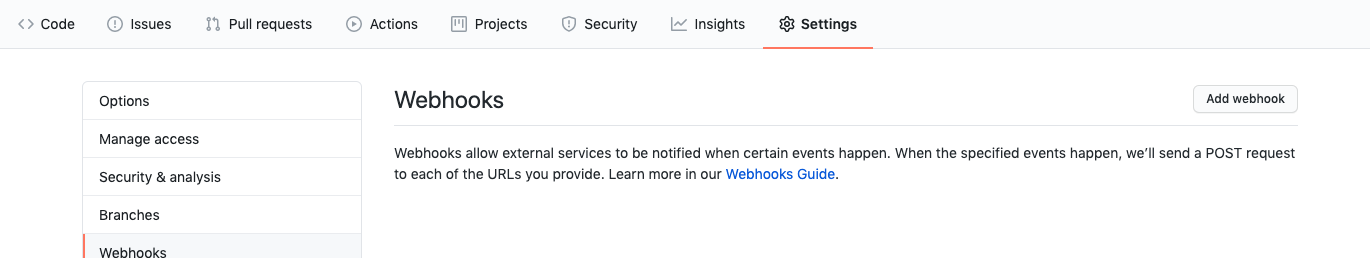 Code Issues Pull requests Actions Projects Security Insights Settings
Options
Manage access
Security & analysis
Branches
Webhooks
Webhooks
Add webhook
Webhooks allow external services to be notified when certain events happen. When the specified events happen, we’ll send a POST request
to each of the URLs you provide. Learn more in our Webhooks Guide.